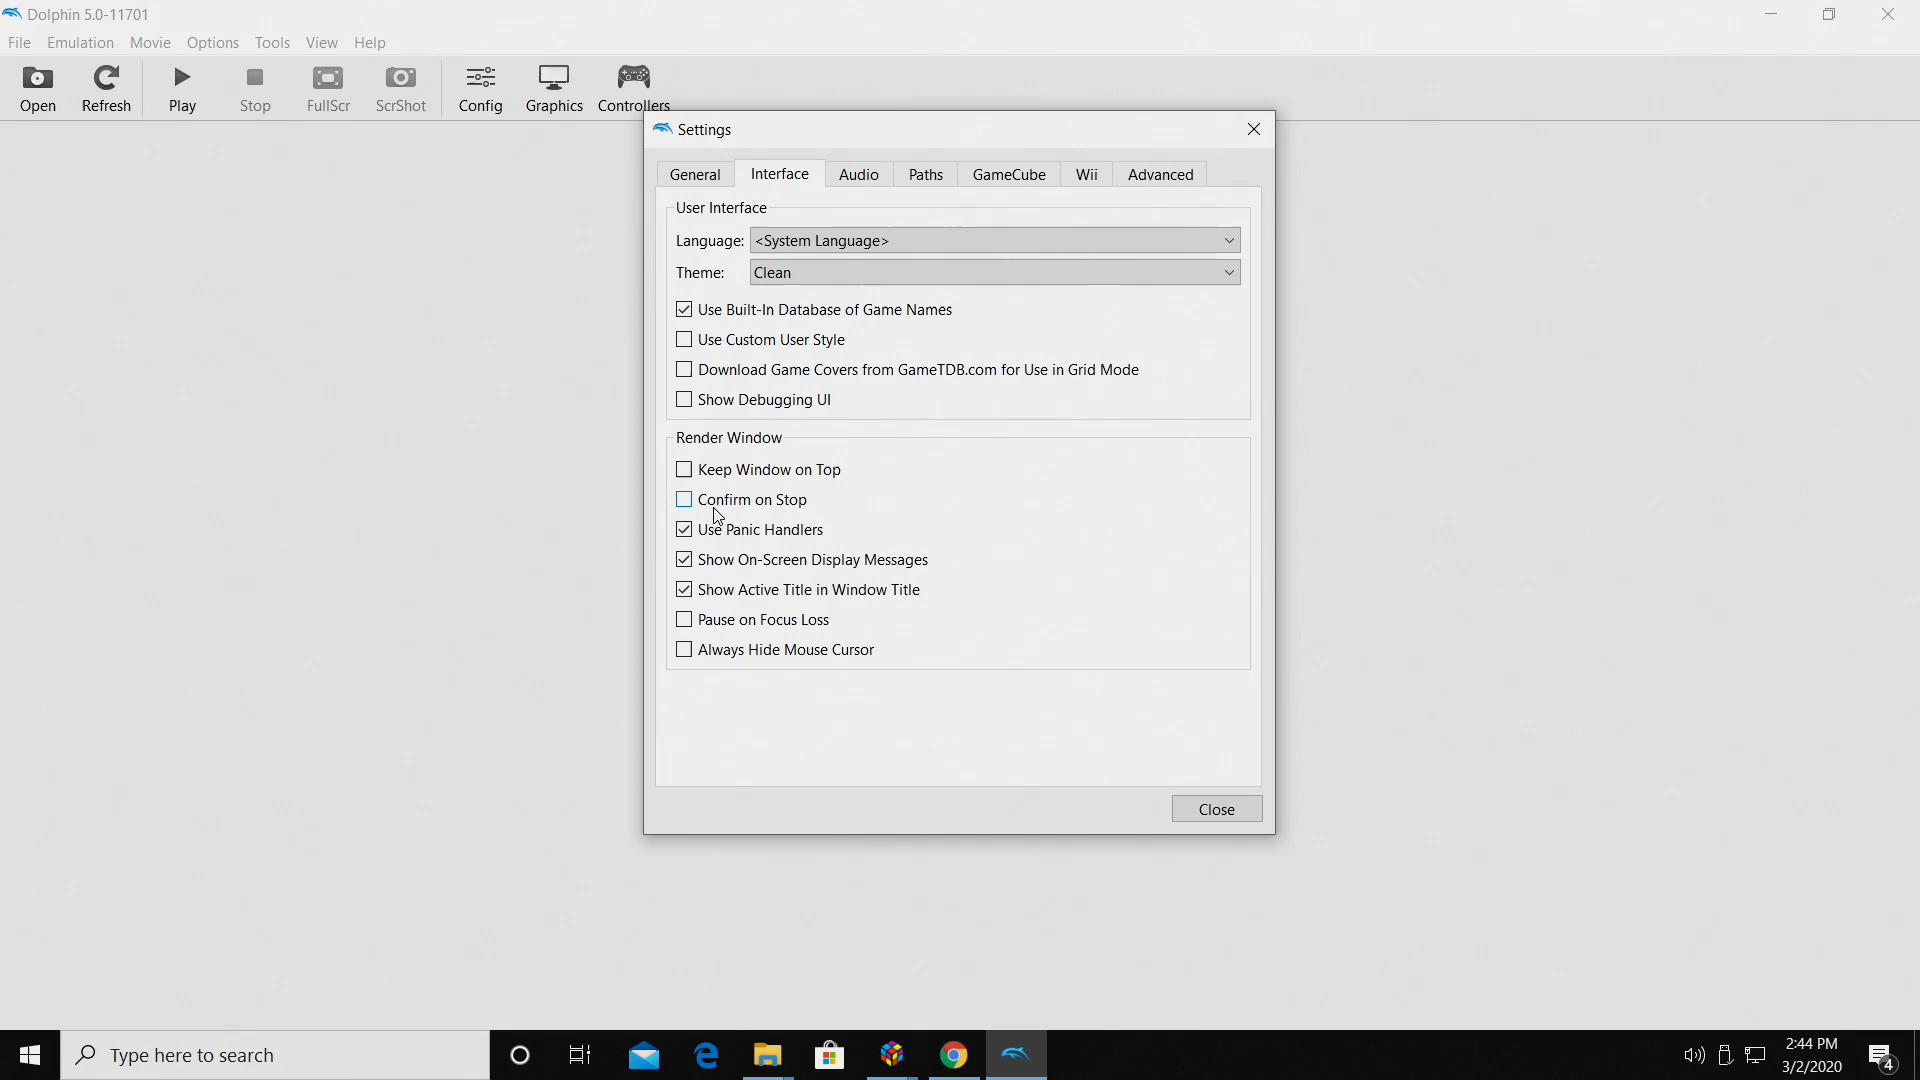 Dolphin 5.0-11701
File Emulation Movie Options Tools View Help
Open Refresh Play Stop FullScr ScrShot Config Graphics Controllers
Settings
General Interface Audio Paths GameCube Wii Advanced
User Interface
Language: <System Language>
Theme: Clean
Use Built-In Database of Game Names
Use Custom User Style
Download Game Covers from GameTDB.com for Use in Grid Mode
Show Debugging UI
Render Window
Keep Window on Top
Confirm on Stop
Use Panic Handlers
Show On-Screen Display Messages
Show Active Title in Window Title
Pause on Focus Loss
Always Hide Mouse Cursor
Close
Type here to search
2:44 PM
3/2/2020
4